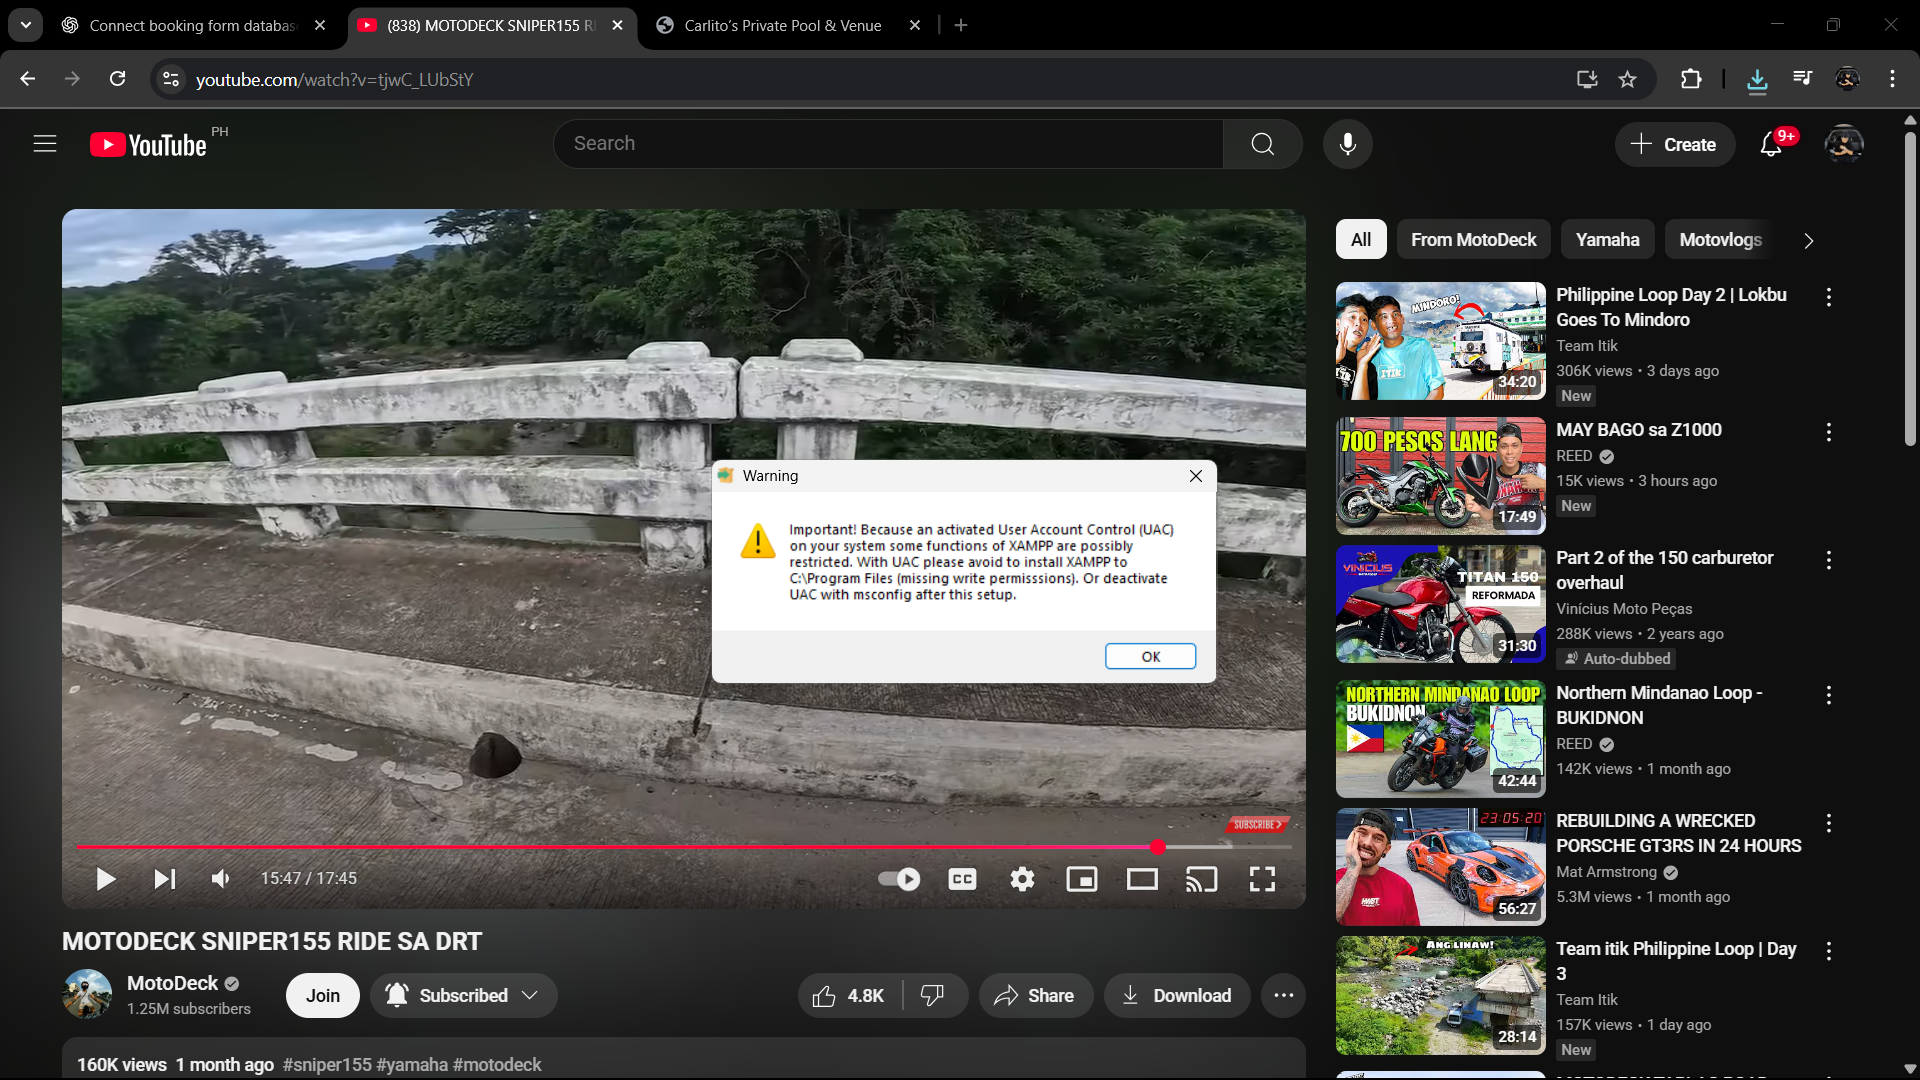 Connect booking form databas
(838) MOTODECK SNIPER155 RI
Carlito's Private Pool & Venue
youtube.com/watch?v=tjwC_LUbStY
YouTube PH
Search
Create
9+
All
From MotoDeck
Yamaha
Motovlogs
MINDORO!
ITIK
34:20
Philippine Loop Day 2 | Lokbu
Goes To Mindoro
Team Itik
306K views • 3 days ago
New
700 PESOS LANG
17:49
MAY BAGO sa Z1000
REED
15K views • 3 hours ago
New
Warning
Important! Because an activated User Account Control (UAC)
on your system some functions of XAMPP are possibly
restricted. With UAC please avoid to install XAMPP to
C:\Program Files (missing write permisssions). Or deactivate
UAC with msconfig after this setup.
OK
VINICIUS
TITAN 150
REFORMADA
31:30
Part 2 of the 150 carburetor
overhaul
Vinícius Moto Peças
288K views • 2 years ago
Auto-dubbed
NORTHERN MINDANAO LOOP
BUKIDNON
42:44
Northern Mindanao Loop -
BUKIDNON
REED
142K views • 1 month ago
SUBSCRIBE
15:47 / 17:45
CC
23:05:20
56:27
REBUILDING A WRECKED
PORSCHE GT3RS IN 24 HOURS
Mat Armstrong
5.3M views • 1 month ago
MOTODECK SNIPER155 RIDE SA DRT
MotoDeck
1.25M subscribers
Join
Subscribed
4.8K
Share
Download
ANG LINAW!
28:14
Team itik Philippine Loop | Day
3
Team Itik
157K views • 1 day ago
New
160K views 1 month ago #sniper155 #yamaha #motodeck